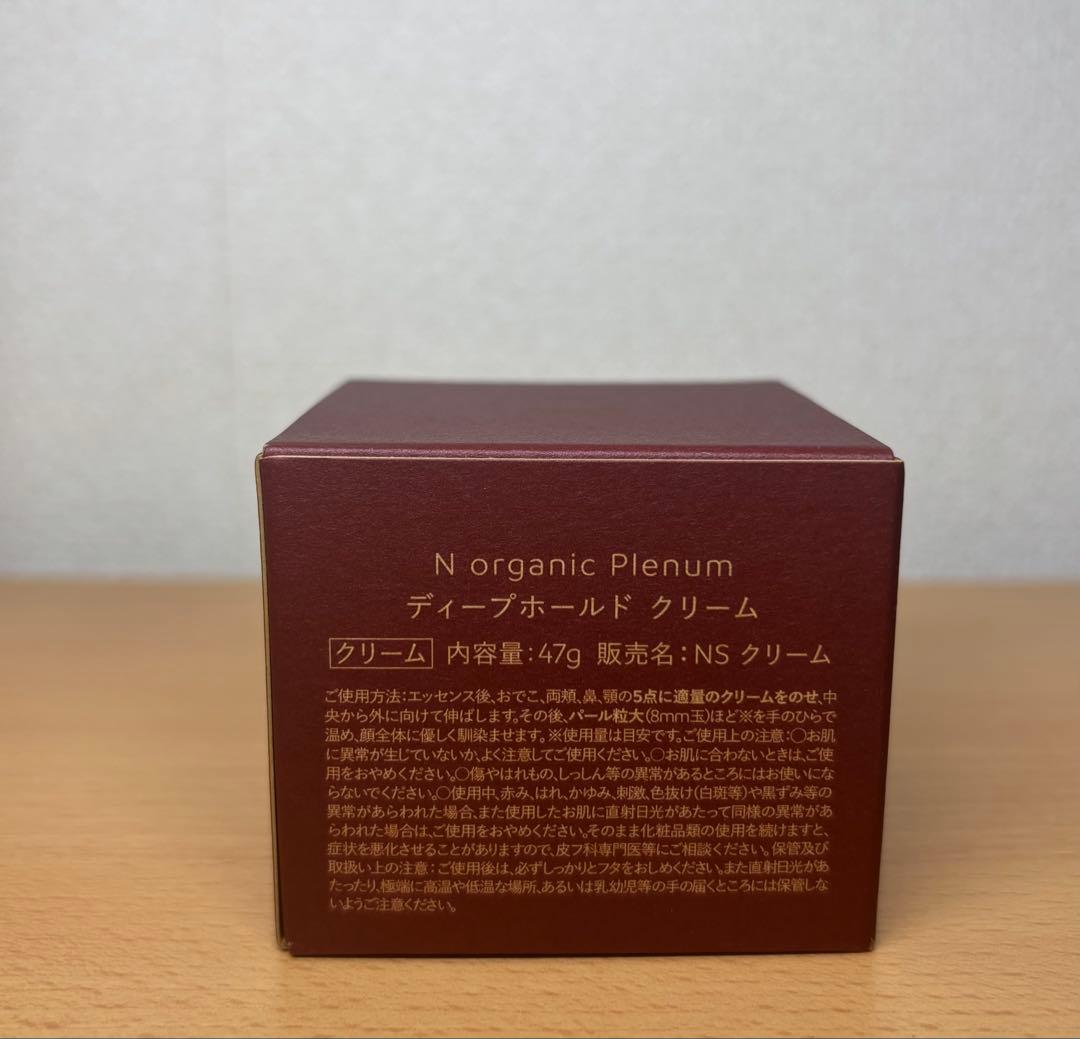 N organic Plenum
ディープホールド クリーム
クリーム 内容量:47g 販売名:NS クリーム
ご使用方法:エッセンス後、おでこ、両頬、鼻、顎の5点に適量のクリームをのせ、中
央から外に向けて伸ばします。その後、パール粒大(8mm玉)ほど※を手のひらで
温め、顔全体に優しく馴染ませます。※使用量は目安です。ご使用上の注意:○お肌
に異常が生じていないか、よく注意してご使用ください。○お肌に合わないときは、ご使
用をおやめください。○傷やはれもの、しっしん等の異常があるところにはお使いにな
らないでください。○使用中、赤み、はれ、かゆみ、刺激、色抜け(白斑等)や黒ずみ等の
異常があらわれた場合、また使用したお肌に直射日光があたって同様の異常があ
らわれた場合は、ご使用をおやめください。そのまま化粧品類の使用を続けますと、
症状を悪化させることがありますので、皮フ科専門医等にご相談ください。保管及び
取扱い上の注意:ご使用後は、必ずしっかりとフタをおしめください。また直射日光があ
たったり、極端に高温や低温な場所、あるいは乳幼児等の手の届くところには保管しな
いようご注意ください。